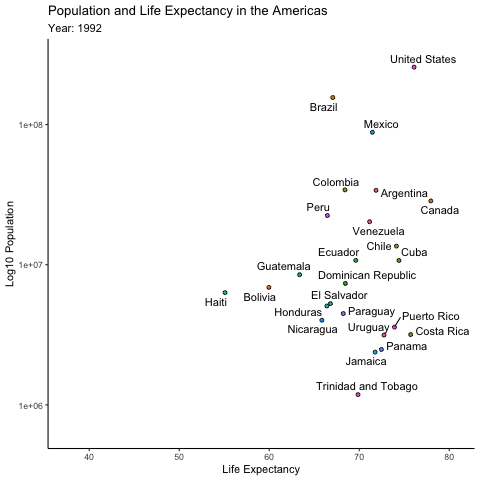 Population and Life Expectancy in the Americas
Year: 1992
United States
Brazil
Mexico
1e+08
Colombia
Argentina
Canada
Peru
Venezuela
Chile
Cuba
Ecuador
Guatemala
1e+07
Dominican Republic
Haiti
Bolivia
El Salvador
Honduras
Paraguay
Puerto Rico
Nicaragua
Uruguay
Costa Rica
Panama
Jamaica
Trinidad and Tobago
1e+06
Log10 Population
40 50 60 70 80
Life Expectancy